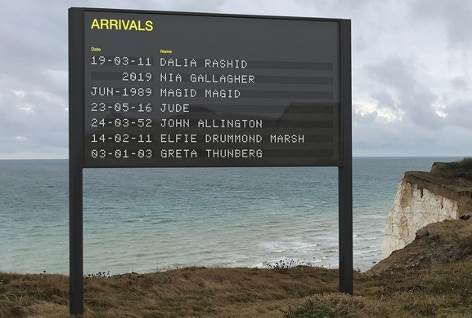 ARRIVALS
Date Name
19-03-11 DALIA RASHID
2019 NIA GALLAGHER
JUN-1989 MAGID MAGID
23-05-16 JUDE
24-03-52 JOHN ALLINGTON
14-02-11 ELFIE DRUMMOND MARSH
03-01-03 GRETA THUNBERG